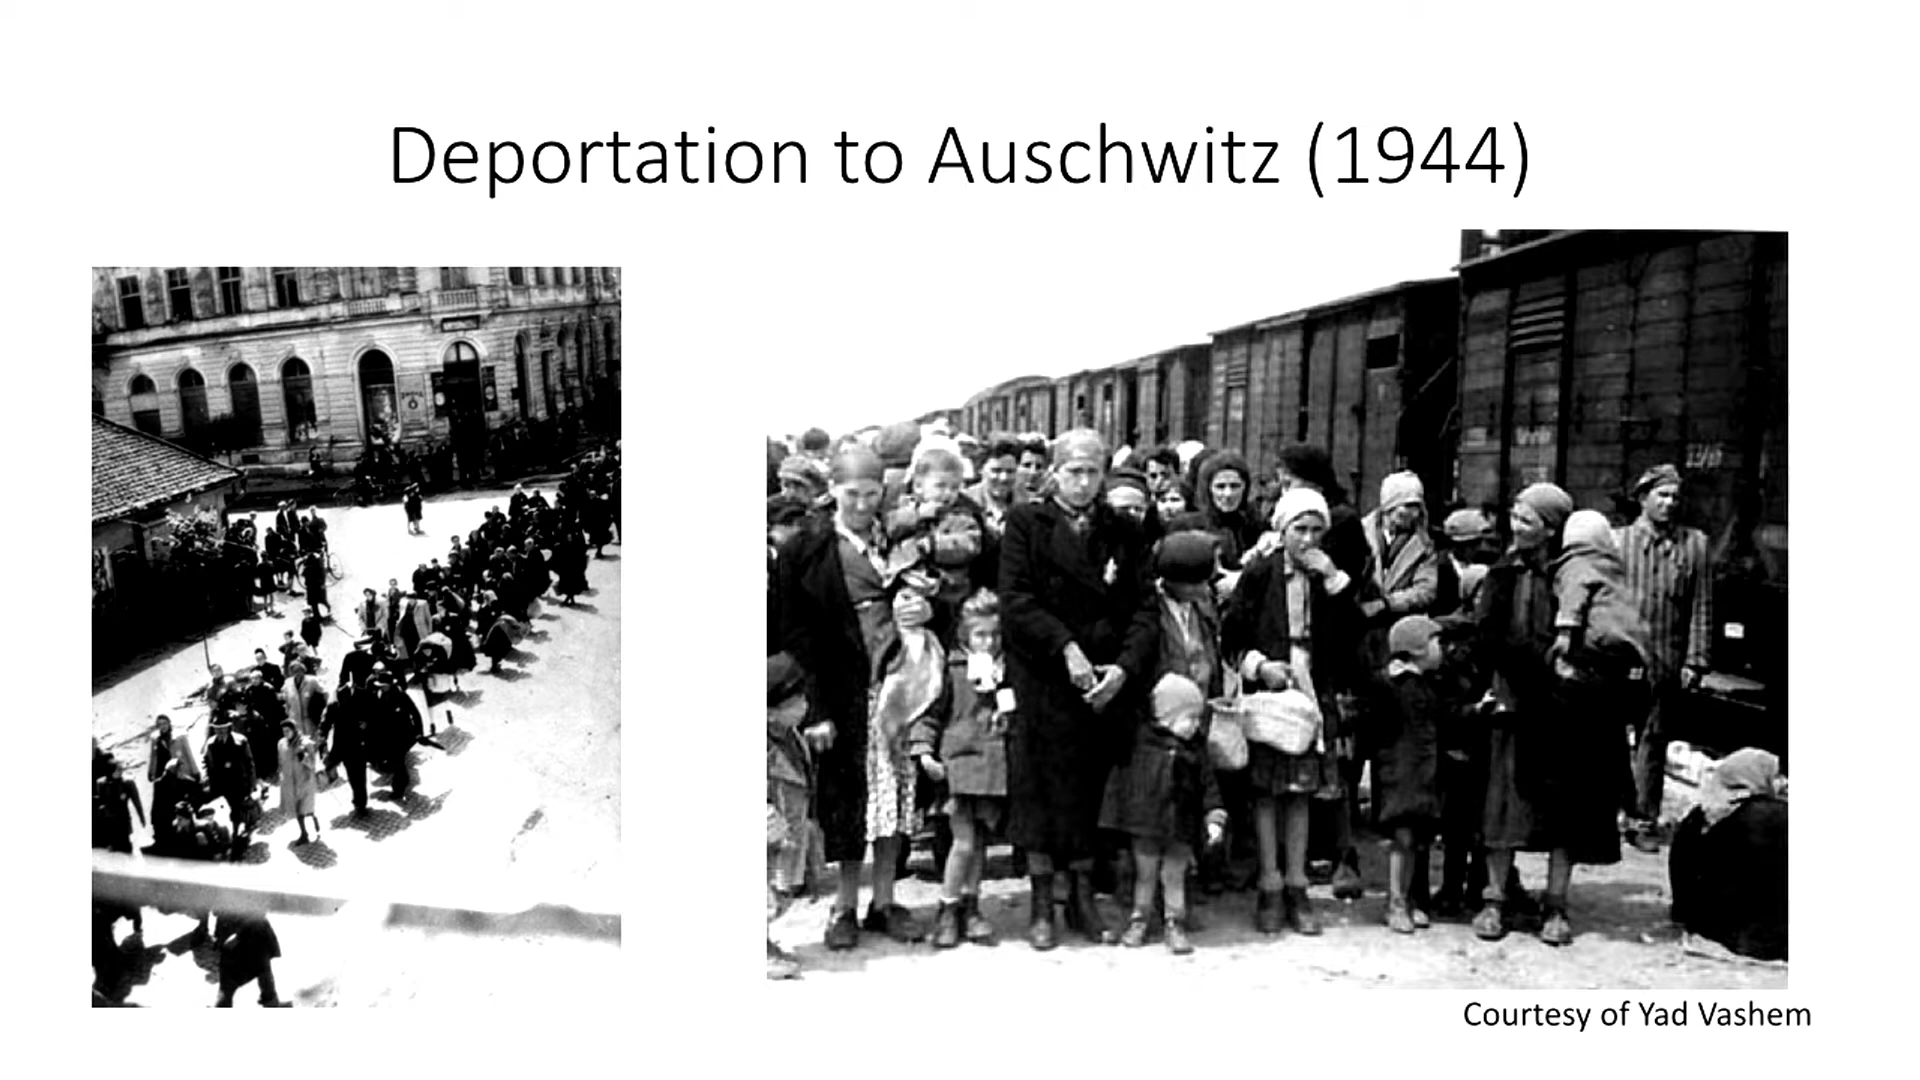 Deportation to Auschwitz (1944)
Courtesy of Yad Vashem